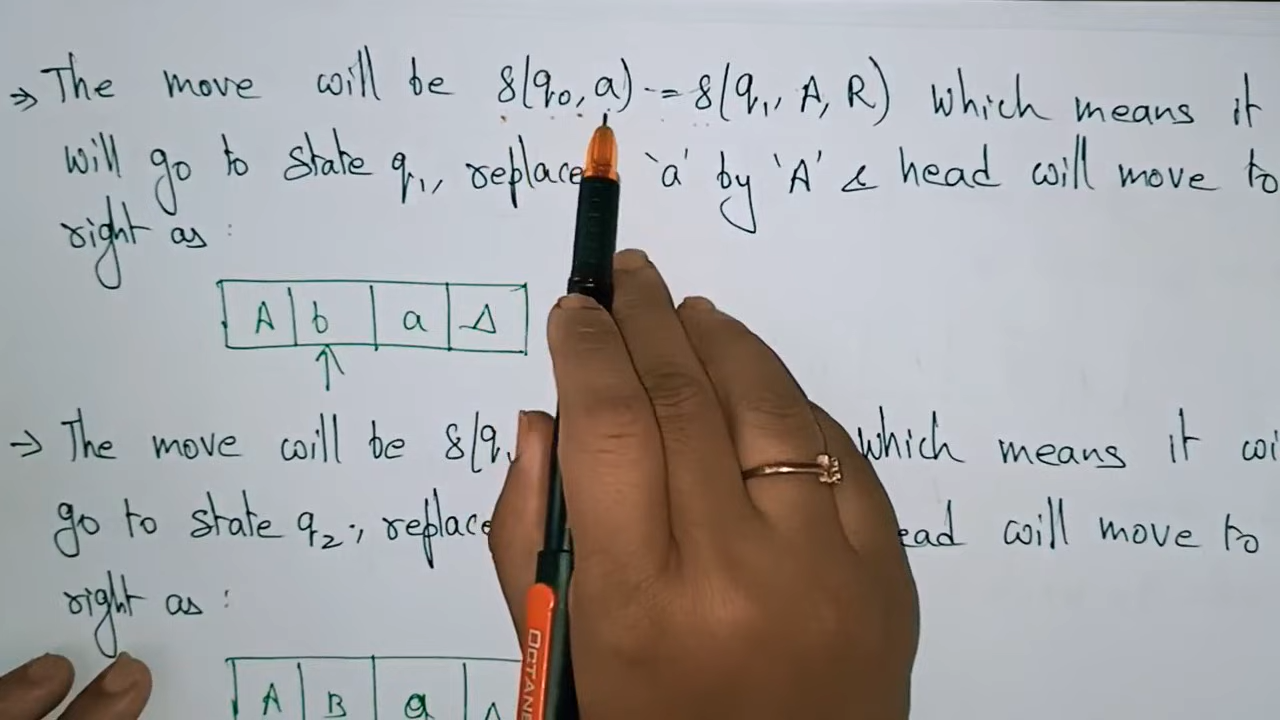 ⇒ The move will be δ(q₀, a) = δ(q₁, A, R) which means it
will go to state q₁, replace 'a' by 'A' & head will move to
right as :
A b a Δ
↑
→ The move will be δ(q which means it
go to state q₂, replace head will move to
right as :
A B a Δ
OCTANE